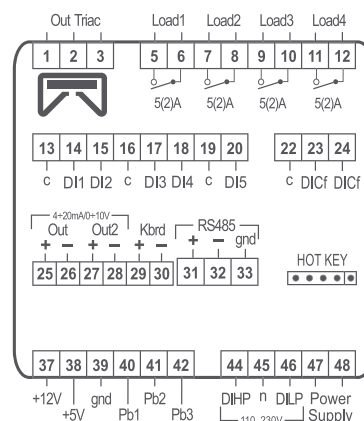 Out Triac Load1 Load2 Load3 Load4
1 2 3 5 6 7 8 9 10 11 12
5(2)A 5(2)A 5(2)A 5(2)A
13 14 15 16 17 18 19 20 22 23 24
c DI1 DI2 c DI3 DI4 c DI5 c DICf DICf
4÷20mA/0÷10V
Out Out2 Kbrd RS485
+ − + − + − + − gnd
25 26 27 28 29 30 31 32 33
HOT KEY
37 38 39 40 41 42 44 45 46 47 48
+12V gnd Pb2 DIHP n DILP Power
+5V Pb1 Pb3 110 230V Supply